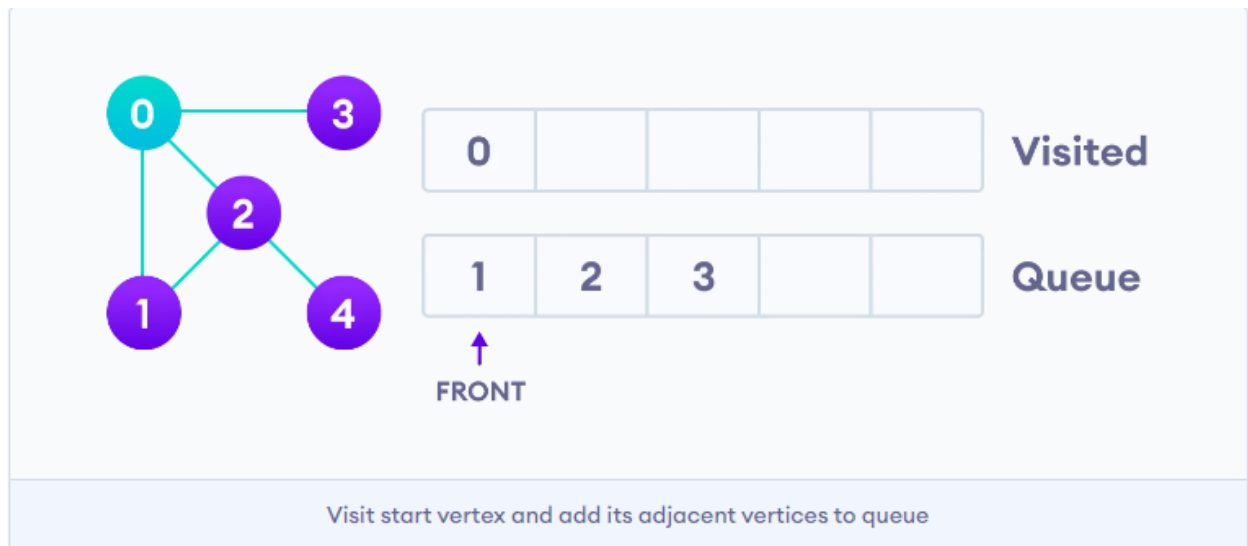 0
3
2
1
4
0
Visited
1 2 3
Queue
FRONT
Visit start vertex and add its adjacent vertices to queue